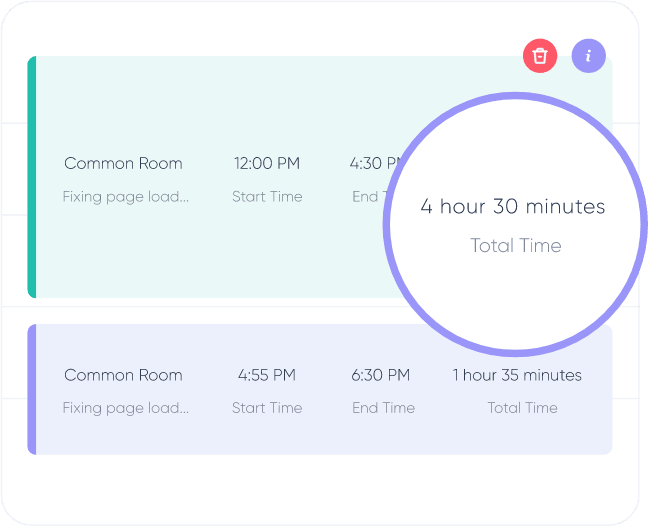 i
Common Room 12:00 PM 4:30
Fixing page load... Start Time End
4 hour 30 minutes
Total Time
Common Room 4:55 PM 6:30 PM 1 hour 35 minutes
Fixing page load... Start Time End Time Total Time